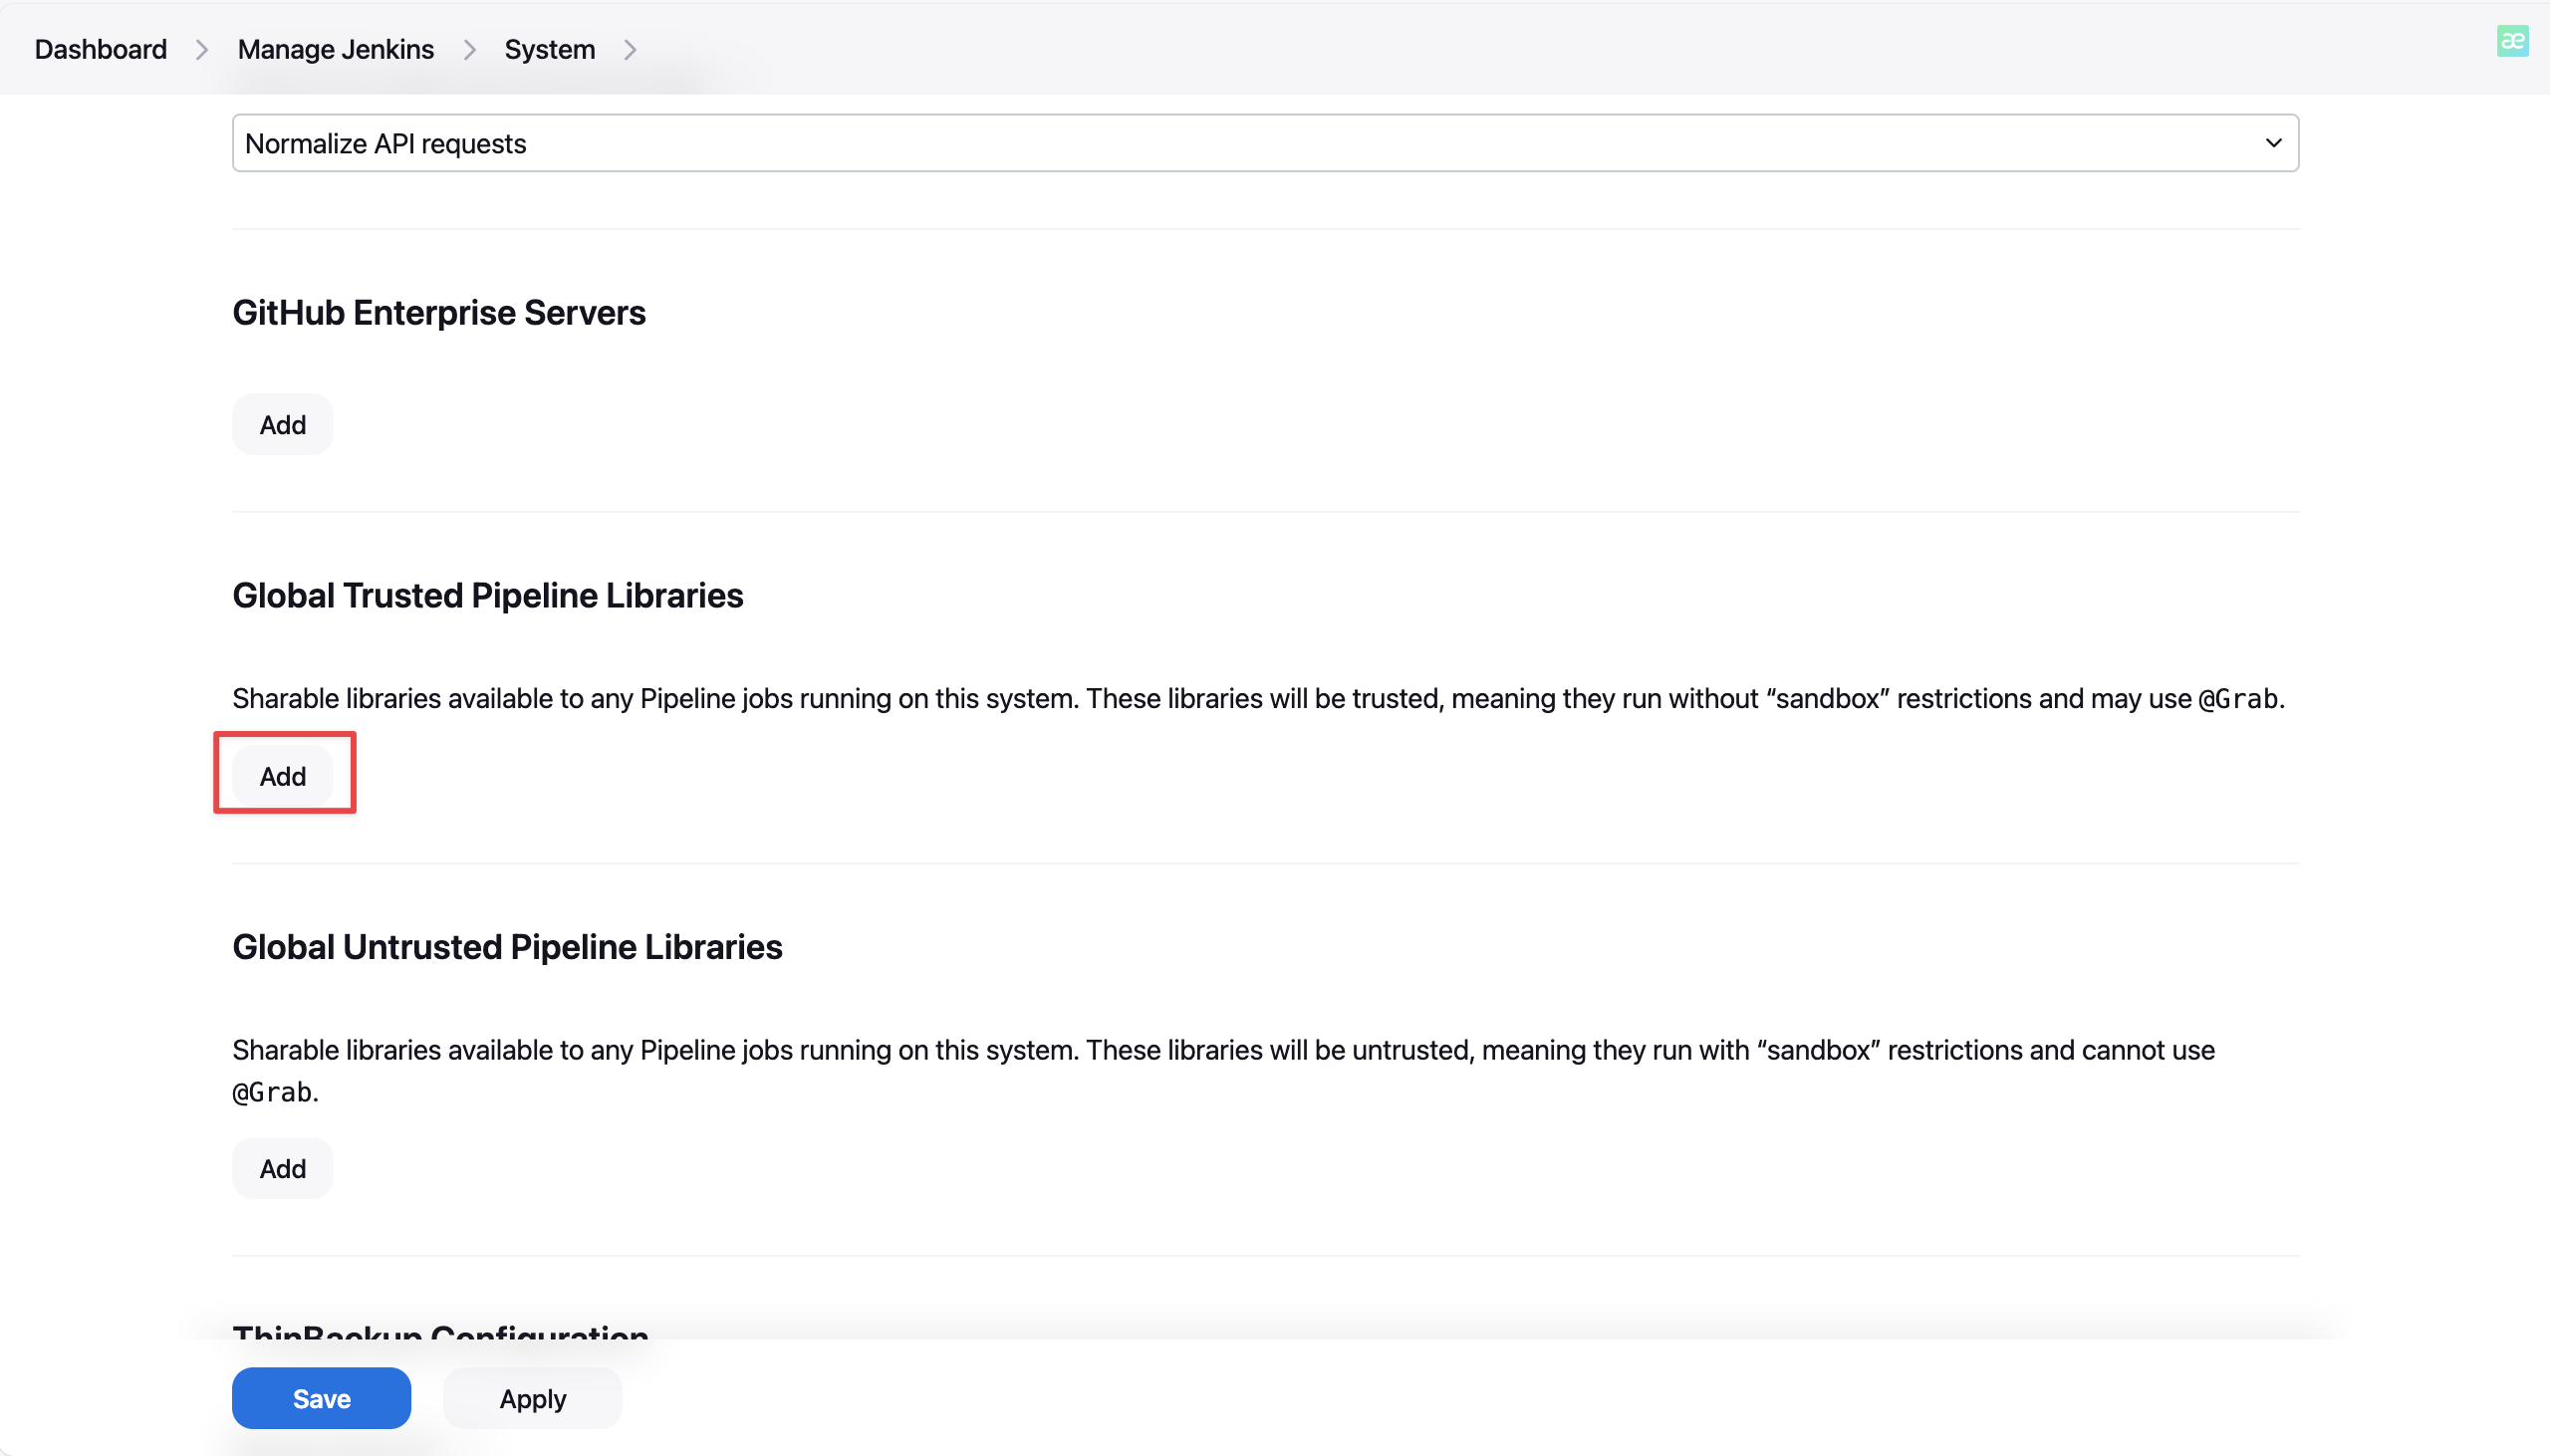 Dashboard > Manage Jenkins > System >
æ
Normalize API requests
GitHub Enterprise Servers
Add
Global Trusted Pipeline Libraries
Sharable libraries available to any Pipeline jobs running on this system. These libraries will be trusted, meaning they run without “sandbox” restrictions and may use @Grab.
Add
Global Untrusted Pipeline Libraries
Sharable libraries available to any Pipeline jobs running on this system. These libraries will be untrusted, meaning they run with “sandbox” restrictions and cannot use
@Grab.
Add
ThinBackup Configuration
Save Apply